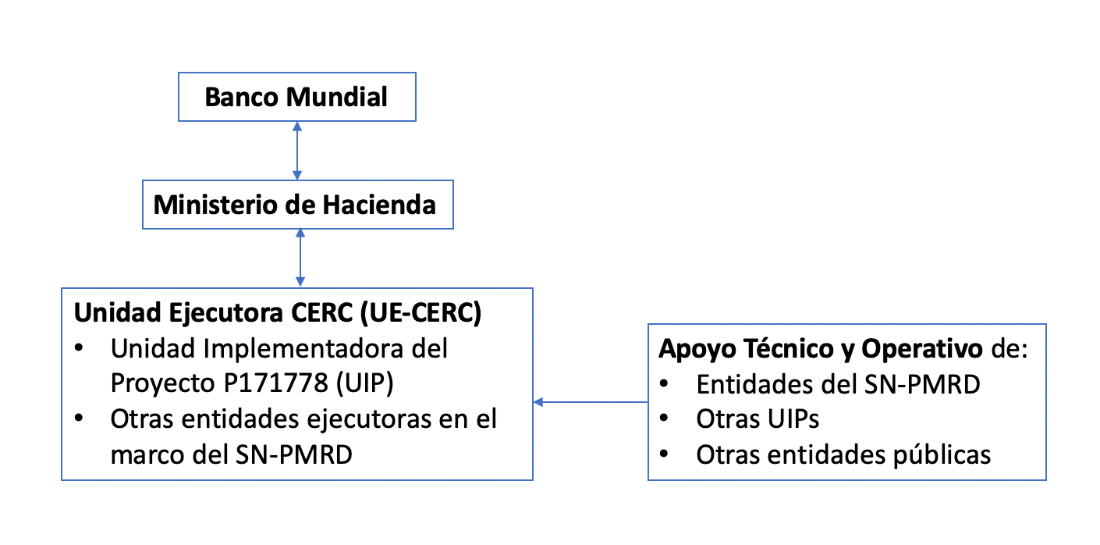 Banco Mundial
Ministerio de Hacienda
Unidad Ejecutora CERC (UE-CERC)
• Unidad Implementadora del
Proyecto P171778 (UIP)
• Otras entidades ejecutoras en el
marco del SN-PMRD
Apoyo Técnico y Operativo de:
• Entidades del SN-PMRD
• Otras UIPs
• Otras entidades públicas